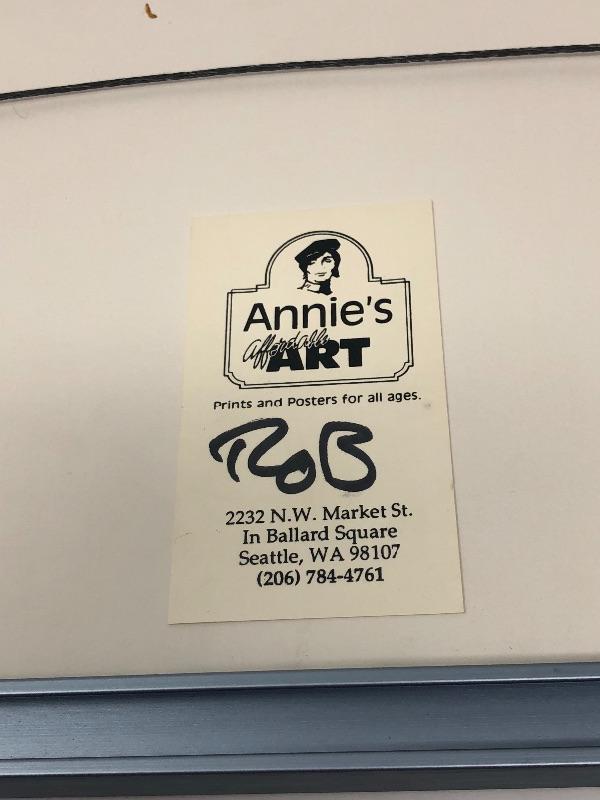 Annie's
affordable
ART
Prints and Posters for all ages.
ROB
2232 N.W. Market St.
In Ballard Square
Seattle, WA 98107
(206) 784-4761